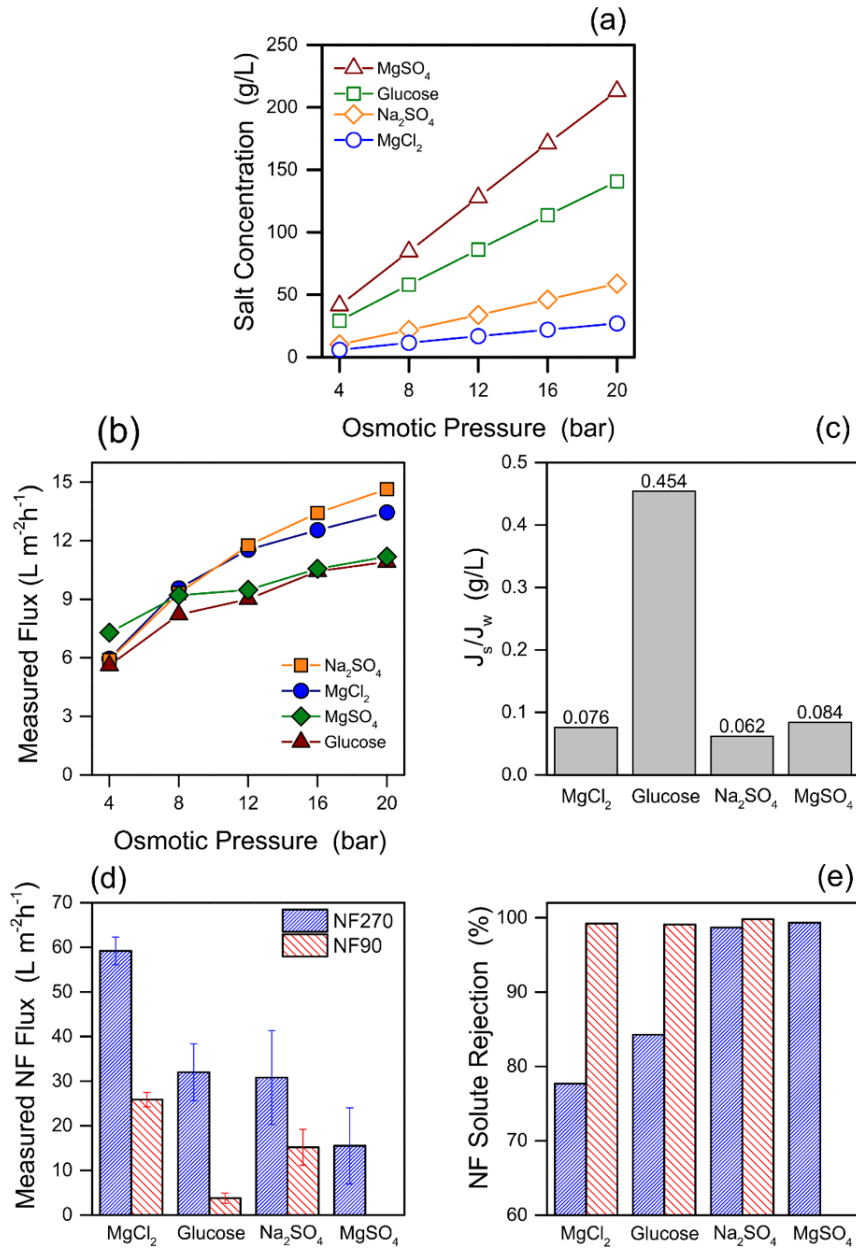 (a)
250
200
150
100
50
0
Salt Concentration (g/L)
MgSO₄
Glucose
Na₂SO₄
MgCl₂
4 8 12 16 20
Osmotic Pressure (bar)
(b)
15
12
9
6
3
0
Measured Flux (L m⁻²h⁻¹)
Na₂SO₄
MgCl₂
MgSO₄
Glucose
4 8 12 16 20
Osmotic Pressure (bar)
(c)
0.5
0.4
0.3
0.2
0.1
0.0
Jₛ/J_w (g/L)
0.076
0.454
0.062
0.084
MgCl₂ Glucose Na₂SO₄ MgSO₄
(d)
70
60
50
40
30
20
10
0
Measured NF Flux (L m⁻²h⁻¹)
NF270
NF90
MgCl₂ Glucose Na₂SO₄ MgSO₄
(e)
100
90
80
70
60
NF Solute Rejection (%)
MgCl₂ Glucose Na₂SO₄ MgSO₄